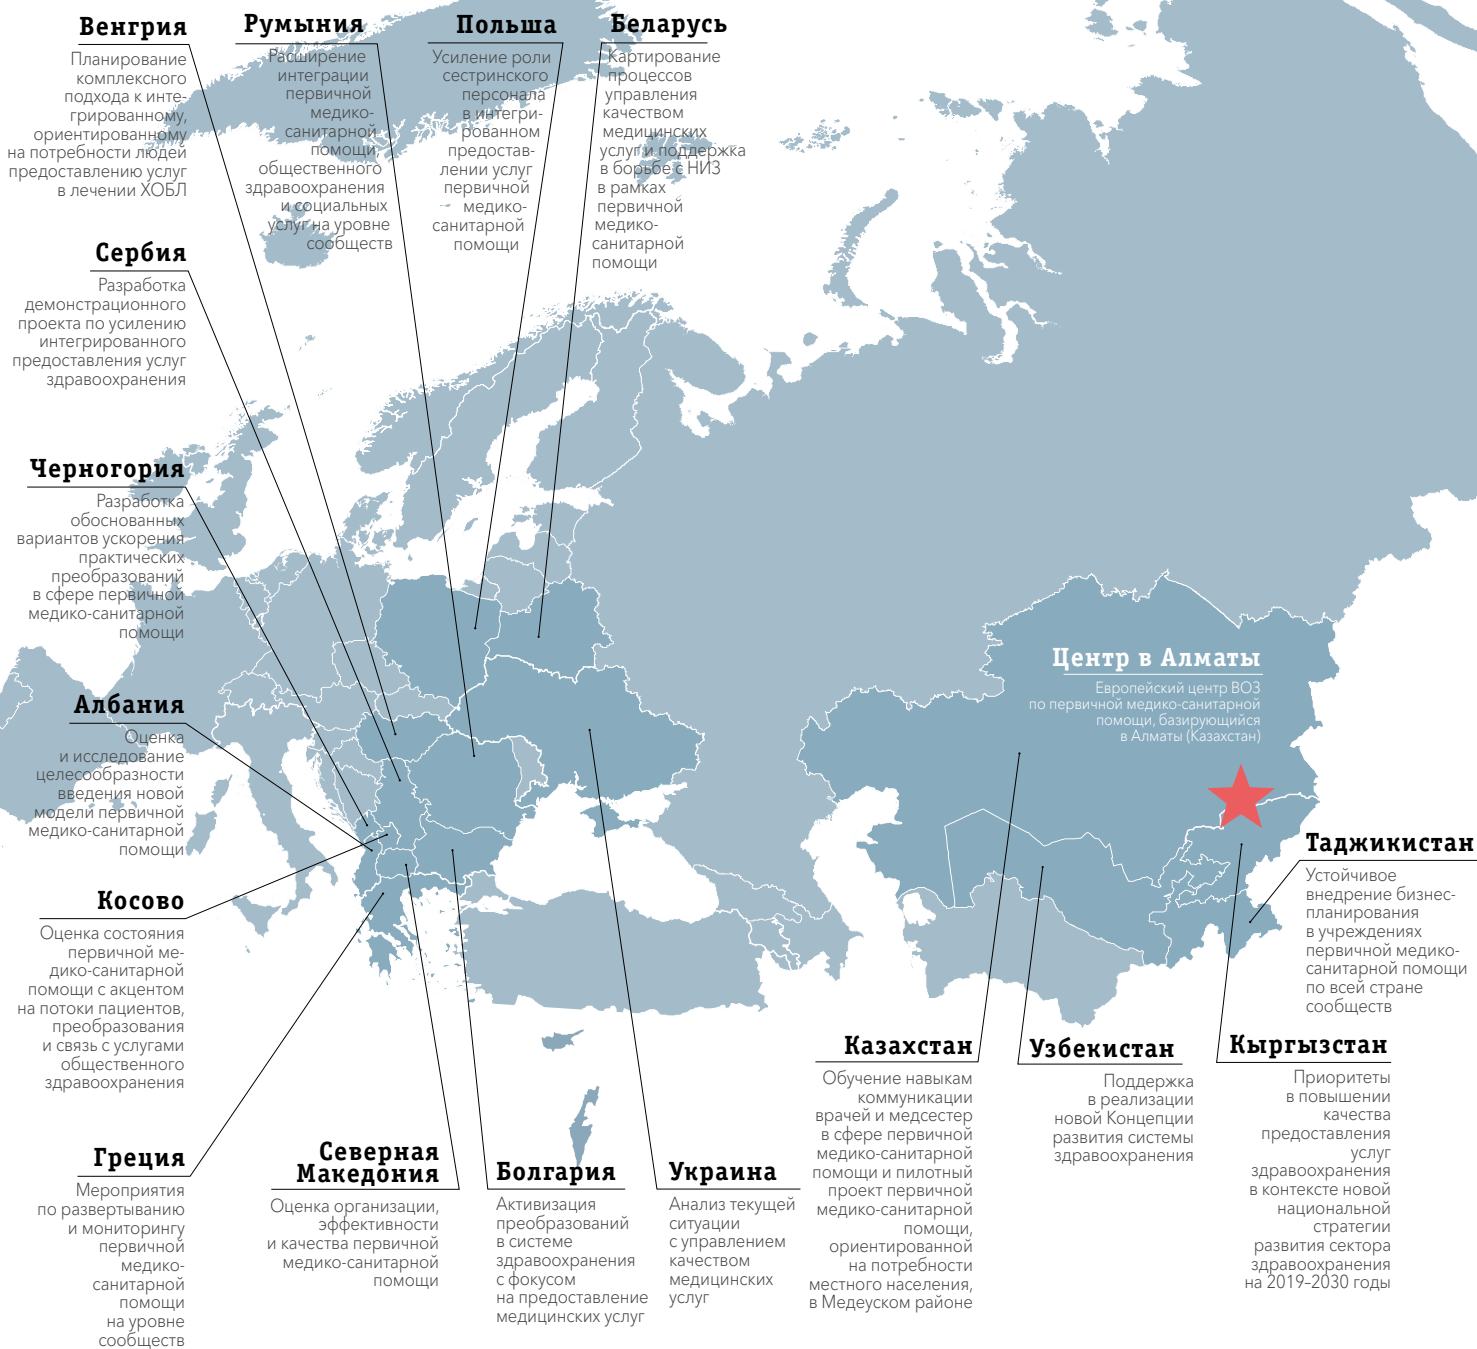 Венгрия
Планирование
комплексного
подхода к инте-
грированному,
ориентированному
на потребности людей
предоставлению услуг
в лечении ХОБЛ
Румыния
Расширение
интеграции
первичной
медико-
санитарной
помощи,
общественного
здравоохранения
и социальных
услуг на уровне
сообществ
Польша
Усиление роли
сестринского
персонала
в интегри-
рованном
предостав-
лении услуг
первичной
медико-
санитарной
помощи
Беларусь
Картирование
процессов
управления
качеством
медицинских
услуг и поддержка
в борьбе с НИЗ
в рамках
первичной
медико-
санитарной
помощи
Сербия
Разработка
демонстрационного
проекта по усилению
интегрированного
предоставления услуг
здравоохранения
Черногория
Разработка
обоснованных
вариантов ускорения
практических
преобразований
в сфере первичной
медико-санитарной
помощи
Албания
Оценка
и исследование
целесообразности
введения новой
модели первичной
медико-санитарной
помощи
Косово
Оценка состояния
первичной ме-
дико-санитарной
помощи с акцентом
на потоки пациентов,
преобразования
и связь с услугами
общественного
здравоохранения
Греция
Мероприятия
по развертыванию
и мониторингу
первичной
медико-
санитарной
помощи
на уровне
сообществ
Северная
Македония
Оценка организации,
эффективности
и качества первичной
медико-санитарной
помощи
Болгария
Активизация
преобразований
в системе
здравоохранения
с фокусом
на предоставление
медицинских услуг
Украина
Анализ текущей
ситуации
с управлением
качеством
медицинских
услуг
Центр в Алматы
Европейский центр ВОЗ
по первичной медико-санитарной
помощи, базирующийся
в Алматы (Казахстан)
Казахстан
Обучение навыкам
коммуникации
врачей и медсестер
в сфере первичной
медико-санитарной
помощи и пилотный
проект первичной
медико-санитарной
помощи,
ориентированной
на потребности
местного населения,
в Медеуском районе
Узбекистан
Поддержка
в реализации
новой Концепции
развития системы
здравоохранения
Кыргызстан
Приоритеты
в повышении
качества
предоставления
услуг
здравоохранения
в контексте новой
национальной
стратегии
развития сектора
здравоохранения
на 2019–2030 годы
Таджикистан
Устойчивое
внедрение бизнес-
планирования
в учреждениях
первичной медико-
санитарной помощи
по всей стране
сообществ